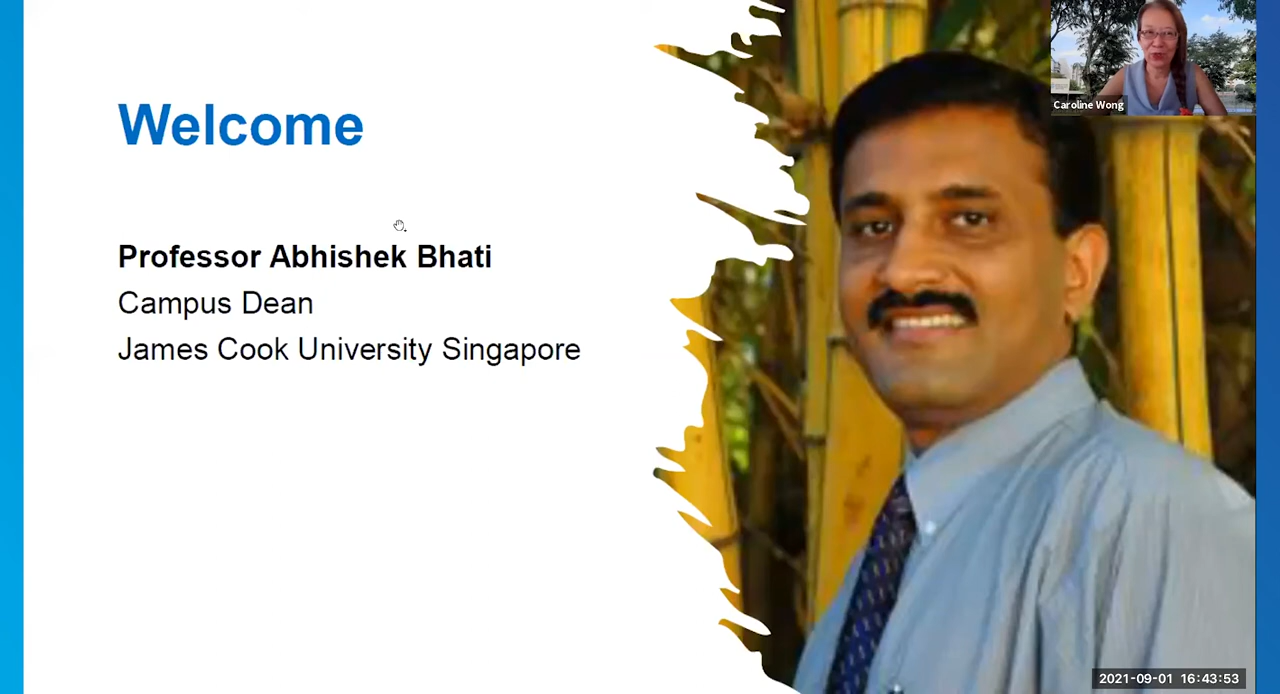 Welcome
Professor Abhishek Bhati
Campus Dean
James Cook University Singapore
Caroline Wong
2021-09-01 16:43:53